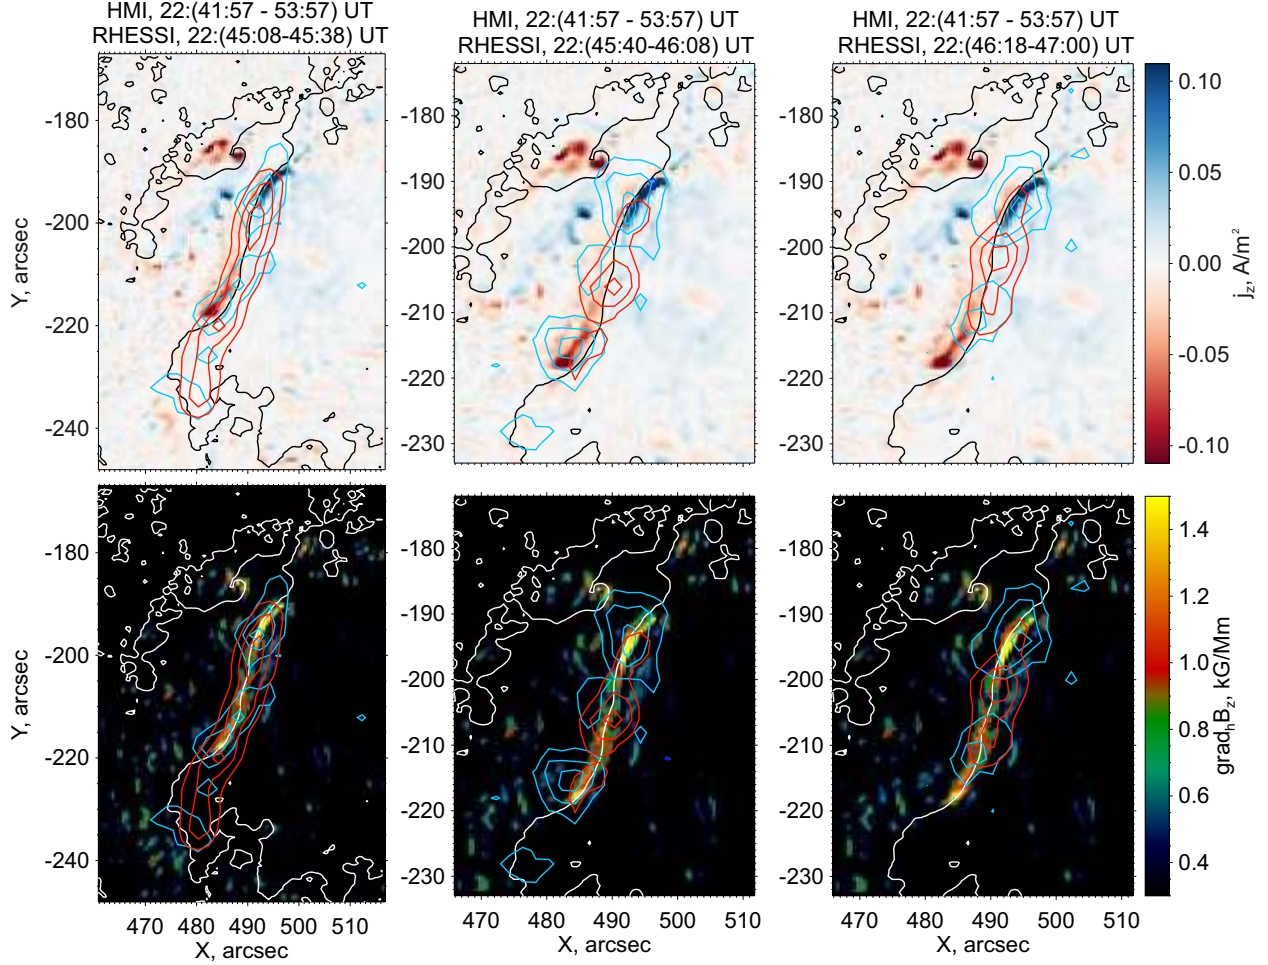 HMI, 22:(41:57 - 53:57) UT
RHESSI, 22:(45:08-45:38) UT
HMI, 22:(41:57 - 53:57) UT
RHESSI, 22:(45:40-46:08) UT
HMI, 22:(41:57 - 53:57) UT
RHESSI, 22:(46:18-47:00) UT
Y, arcsec
-180
-200
-220
-240
-180
-190
-200
-210
-220
-230
-180
-190
-200
-210
-220
-230
0.10
0.05
0.00
-0.05
-0.10
jz, A/m²
Y, arcsec
-180
-200
-220
-240
470 480 490 500 510
X, arcsec
-180
-190
-200
-210
-220
-230
470 480 490 500
X, arcsec
-180
-190
-200
-210
-220
-230
470 480 490 500
X, arcsec
1.4
1.2
1.0
0.8
0.6
0.4
gradhBz, kG/Mm